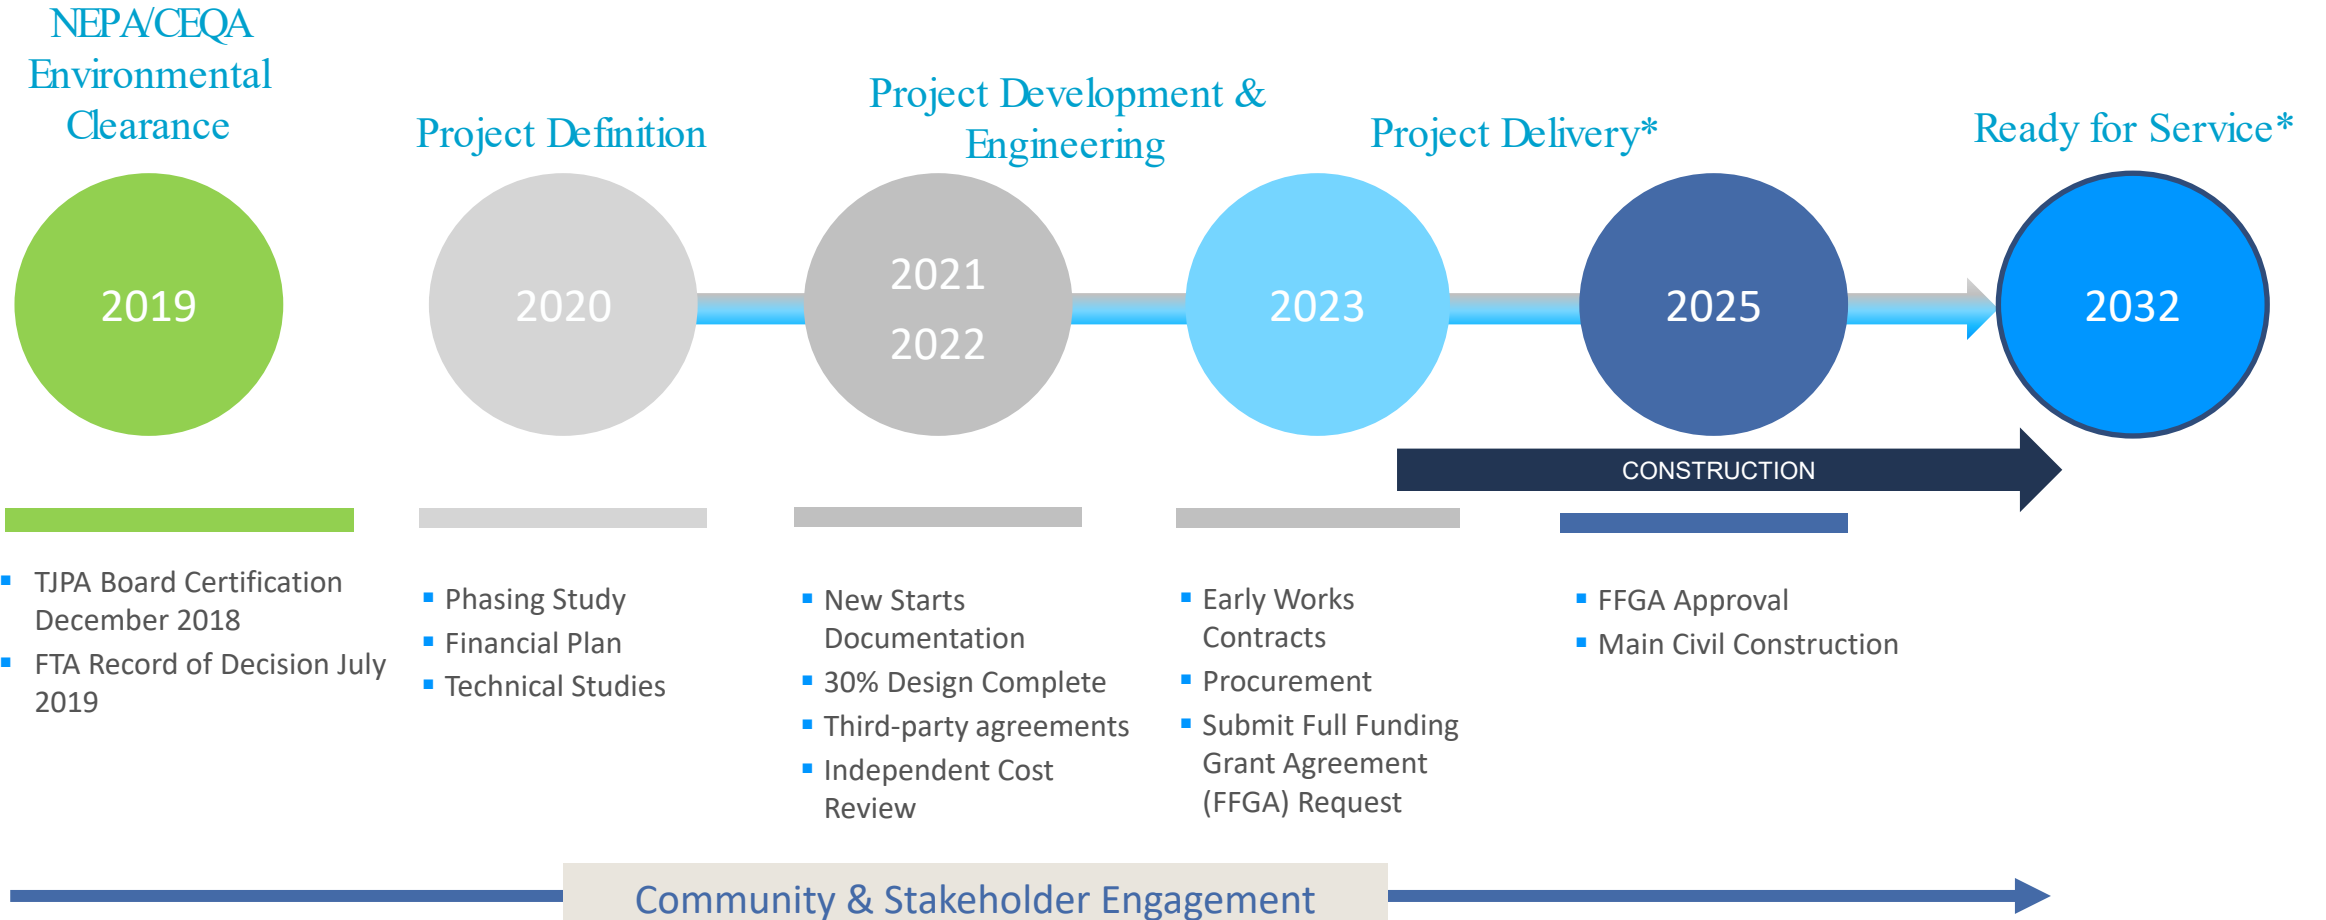 NEPA/CEQA
Environmental
Clearance
Project Definition
Project Development &
Engineering
Project Delivery*
Ready for Service*
2019
2020
2021
2022
2023
2025
2032
CONSTRUCTION
▪ TJPA Board Certification
December 2018
▪ FTA Record of Decision July
2019
▪ Phasing Study
▪ Financial Plan
▪ Technical Studies
▪ New Starts
Documentation
▪ 30% Design Complete
▪ Third-party agreements
▪ Independent Cost
Review
▪ Early Works
Contracts
▪ Procurement
▪ Submit Full Funding
Grant Agreement
(FFGA) Request
▪ FFGA Approval
▪ Main Civil Construction
Community & Stakeholder Engagement